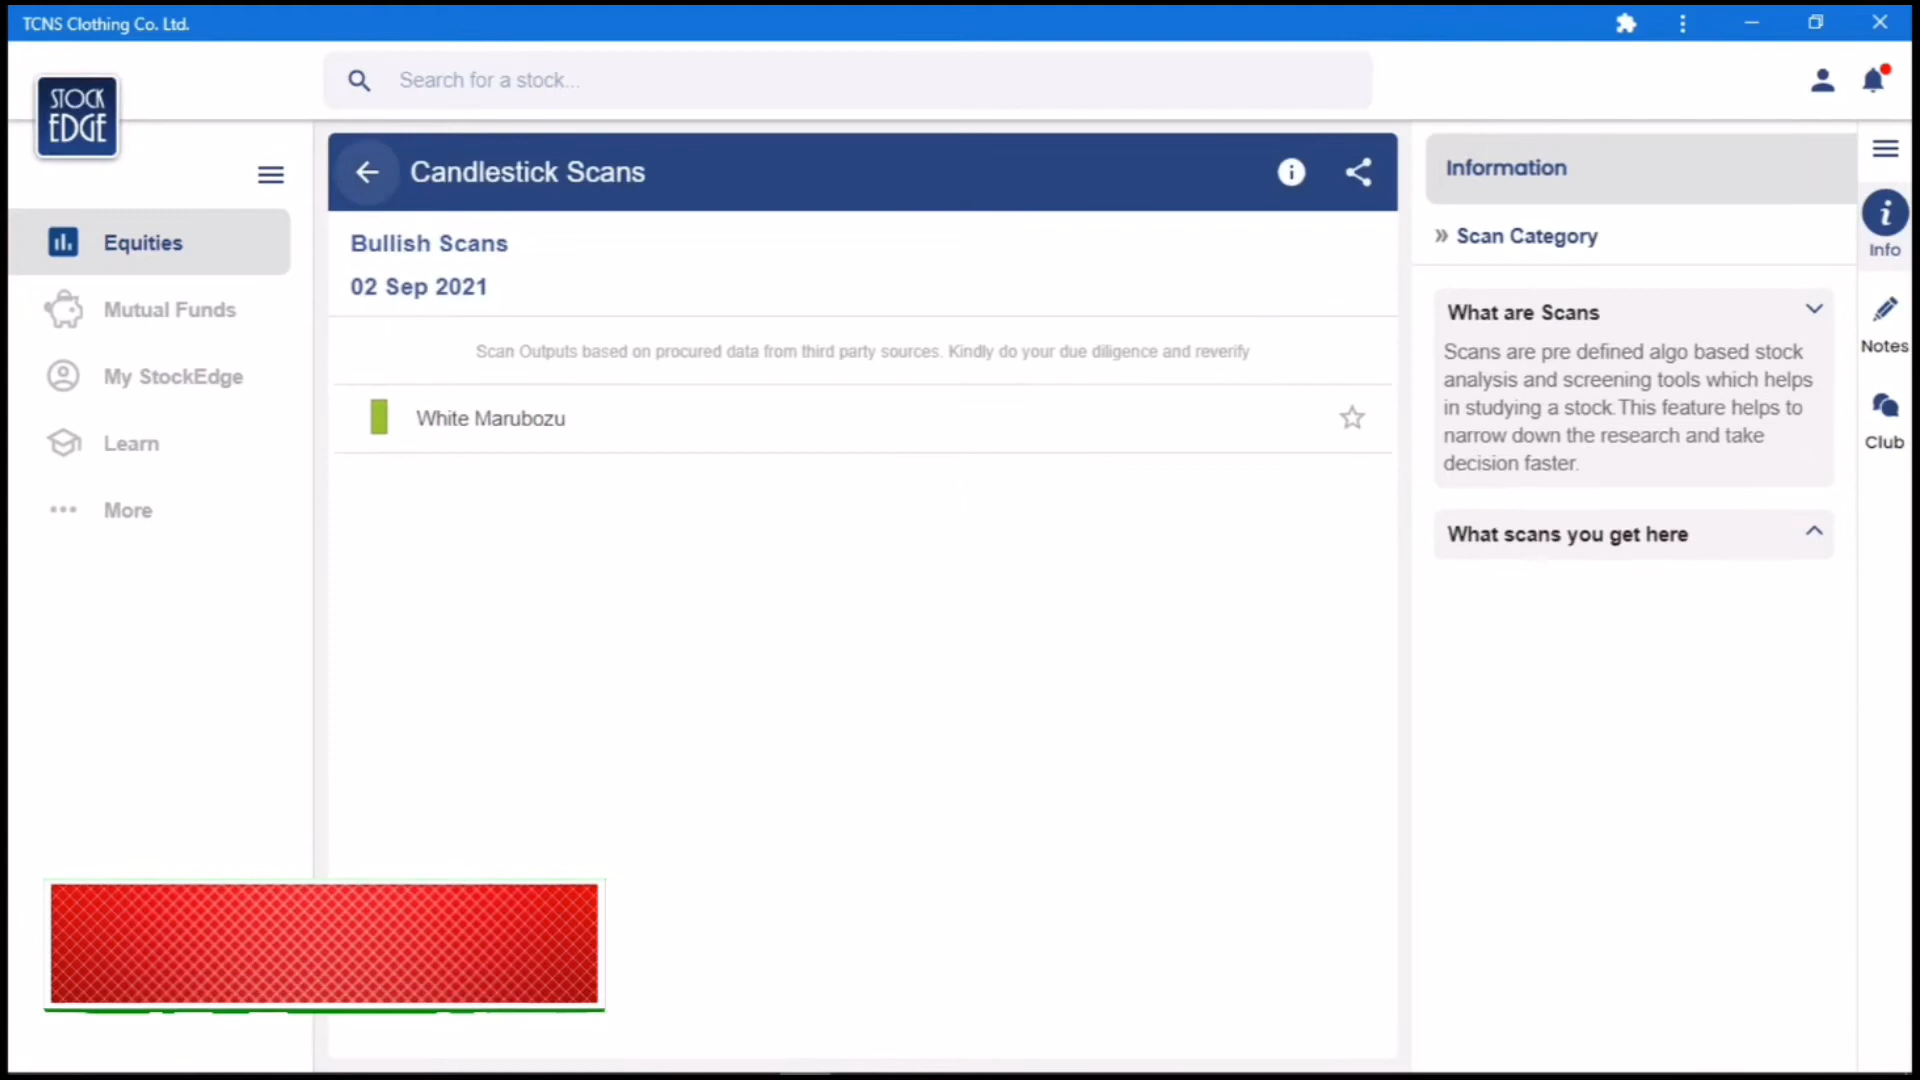 TCNS Clothing Co. Ltd.
STOCK
EDGE
Search for a stock...
Equities
Mutual Funds
My StockEdge
Learn
More
Candlestick Scans
Bullish Scans
02 Sep 2021
Scan Outputs based on procured data from third party sources. Kindly do your due diligence and reverify
White Marubozu
Information
» Scan Category
What are Scans
Scans are pre defined algo based stock
analysis and screening tools which helps
in studying a stock.This feature helps to
narrow down the research and take
decision faster.
What scans you get here
Info
Notes
Club